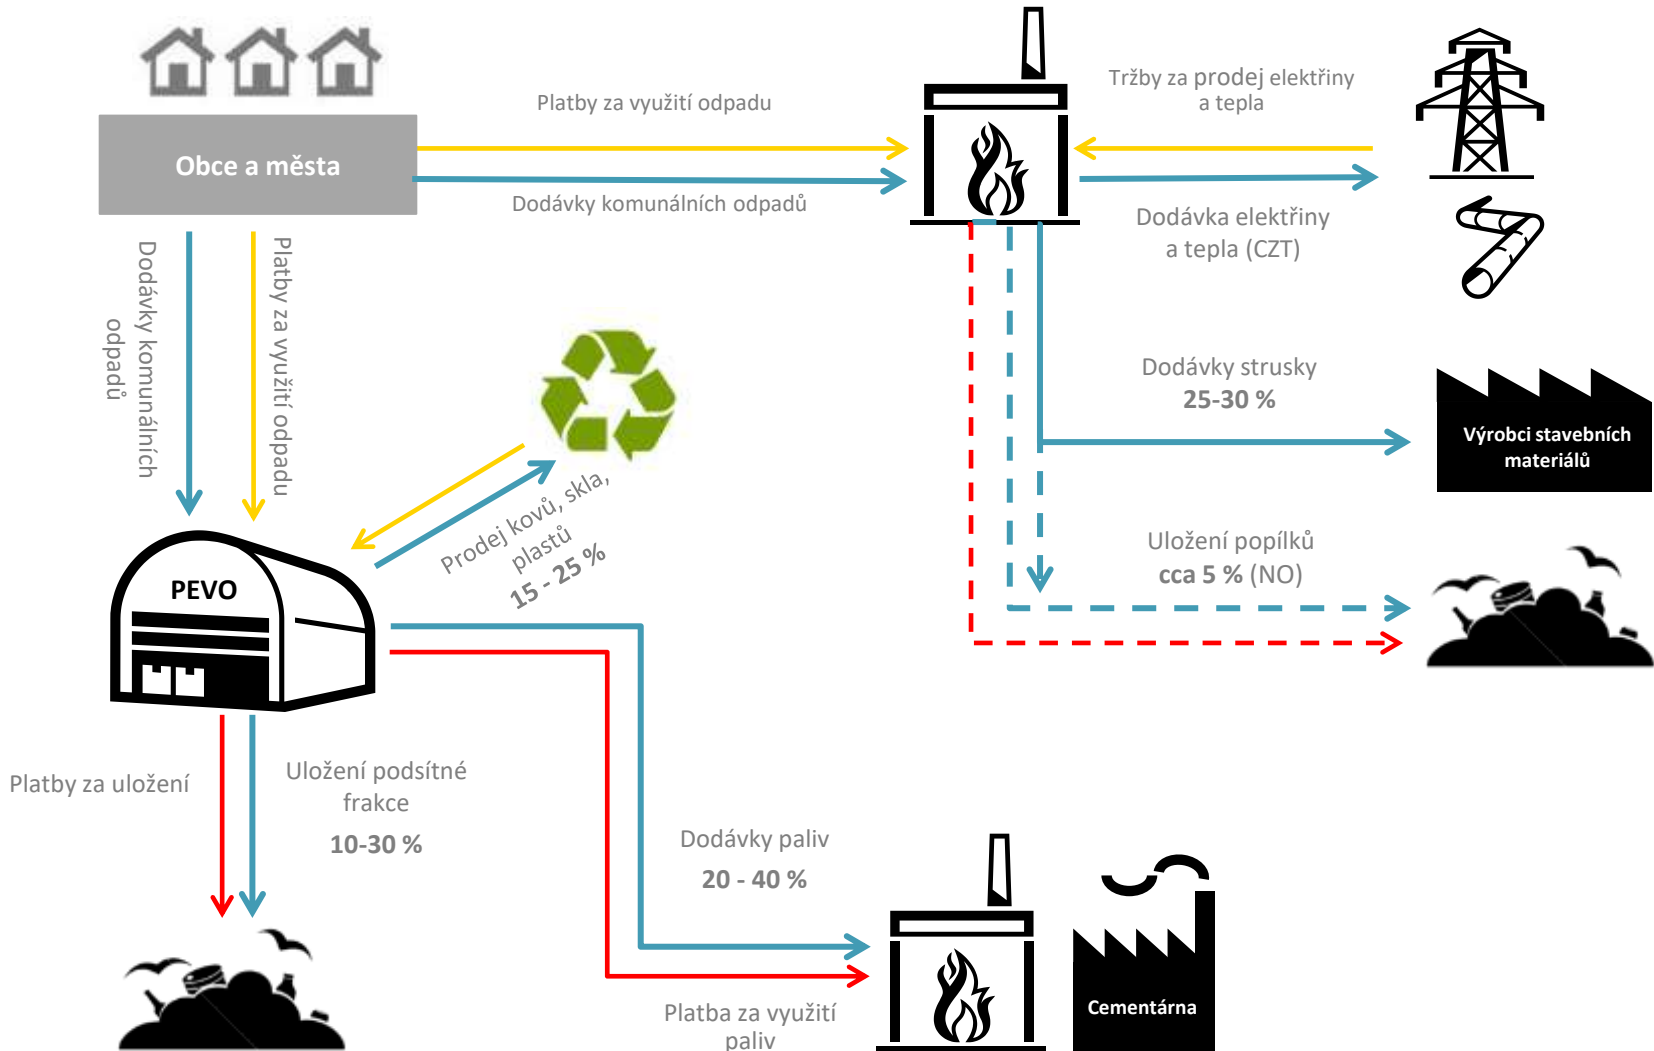 Platby za využití odpadu
Tržby za prodej elektřiny
a tepla
Obce a města
Dodávky komunálních odpadů
Dodávka elektřiny
a tepla (CZT)
Dodávky komunálních
odpadů
Platby za využití odpadu
Dodávky strusky
25-30 %
Výrobci stavebních
materiálů
Prodej kovů, skla,
plastů
15 - 25 %
Uložení popílků
cca 5 % (NO)
PEVO
Platby za uložení
Uložení podsítné
frakce
10-30 %
Dodávky paliv
20 - 40 %
Platba za využití
paliv
Cementárna